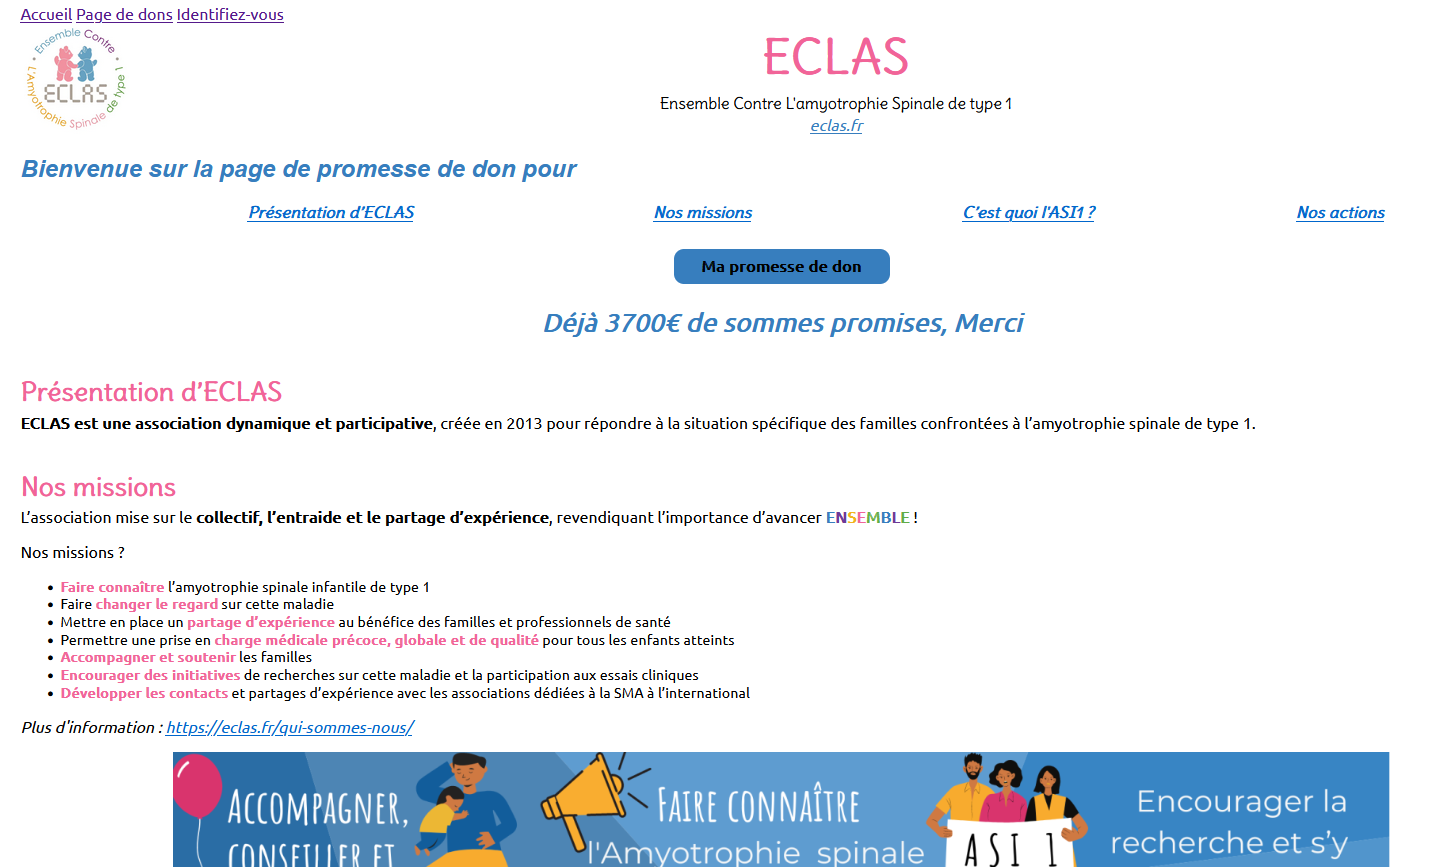 Accueil Page de dons Identifiez-vous
• Ensemble Contre •
L'Amyotrophie Spinale de type 1
ECLAS
ECLAS
Ensemble Contre L'amyotrophie Spinale de type 1
eclas.fr
Bienvenue sur la page de promesse de don pour
Présentation d’ECLAS Nos missions C’est quoi l'ASI1 ? Nos actions
Ma promesse de don
Déjà 3700€ de sommes promises, Merci
Présentation d’ECLAS
ECLAS est une association dynamique et participative, créée en 2013 pour répondre à la situation spécifique des familles confrontées à l’amyotrophie spinale de type 1.
Nos missions
L’association mise sur le collectif, l’entraide et le partage d’expérience, revendiquant l’importance d’avancer ENSEMBLE !
Nos missions ?
• Faire connaître l’amyotrophie spinale infantile de type 1
• Faire changer le regard sur cette maladie
• Mettre en place un partage d’expérience au bénéfice des familles et professionnels de santé
• Permettre une prise en charge médicale précoce, globale et de qualité pour tous les enfants atteints
• Accompagner et soutenir les familles
• Encourager des initiatives de recherches sur cette maladie et la participation aux essais cliniques
• Développer les contacts et partages d’expérience avec les associations dédiées à la SMA à l’international
Plus d'information : https://eclas.fr/qui-sommes-nous/
ACCOMPAGNER,
CONSEILLER ET
FAIRE CONNAÎTRE
l'Amyotrophie spinale
ASI 1
Encourager la
recherche et s’y